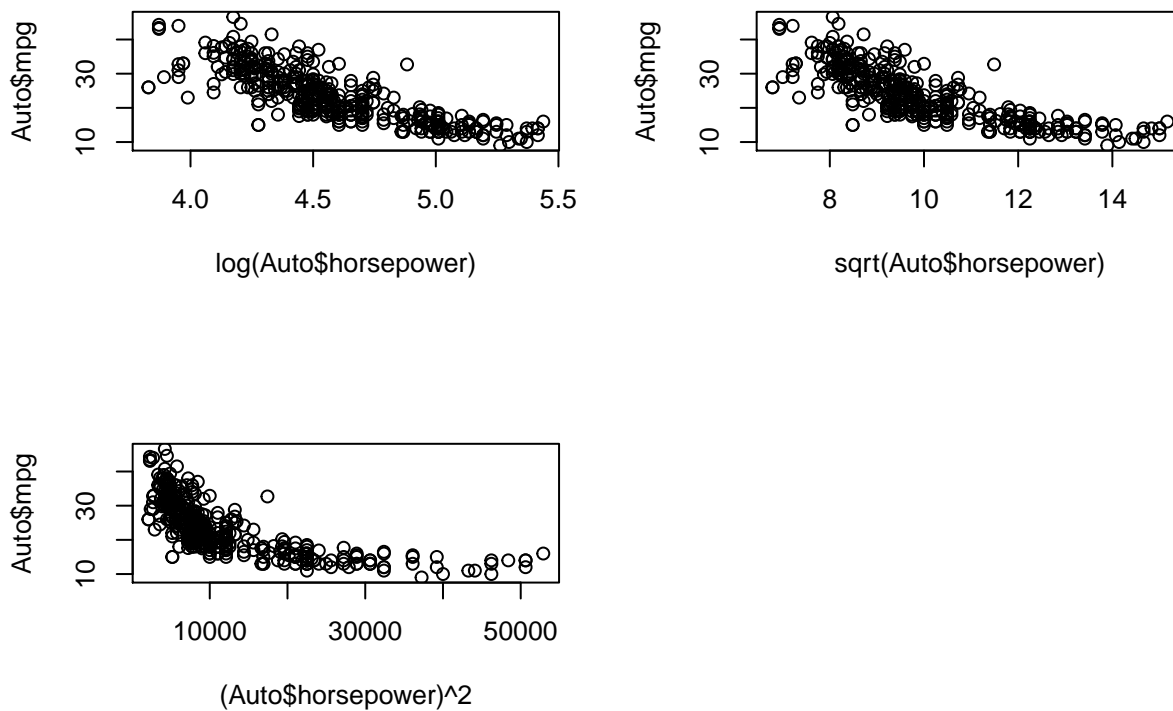 Auto$mpg
10 30
4.0 4.5 5.0 5.5
log(Auto$horsepower)
Auto$mpg
10 30
8 10 12 14
sqrt(Auto$horsepower)
Auto$mpg
10 30
10000 30000 50000
(Auto$horsepower)^2